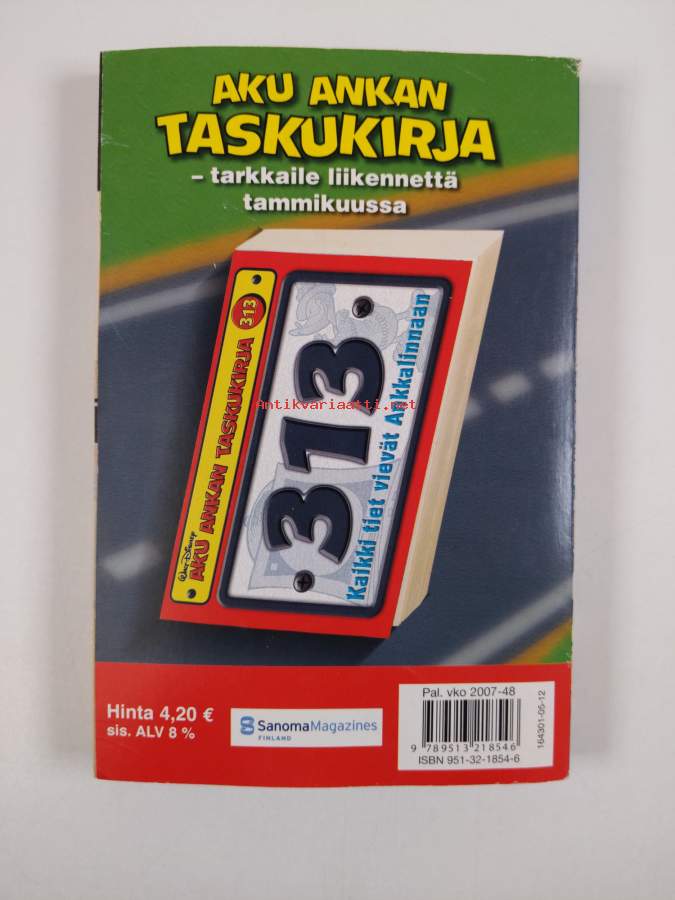 AKU ANKAN
TASKUKIRJA
– tarkkaile liikennettä
tammikuussa
WALT DISNEY
AKU ANKAN TASKUKIRJA 313
313
Kaikki tiet vievät Ankkalinnaan
Antikvariaatti.net
Hinta 4,20 €
sis. ALV 8 %
SanomaMagazines
FINLAND
Pal. vko 2007-48
9 789513 218546
ISBN 951-32-1854-6
164301-05-12